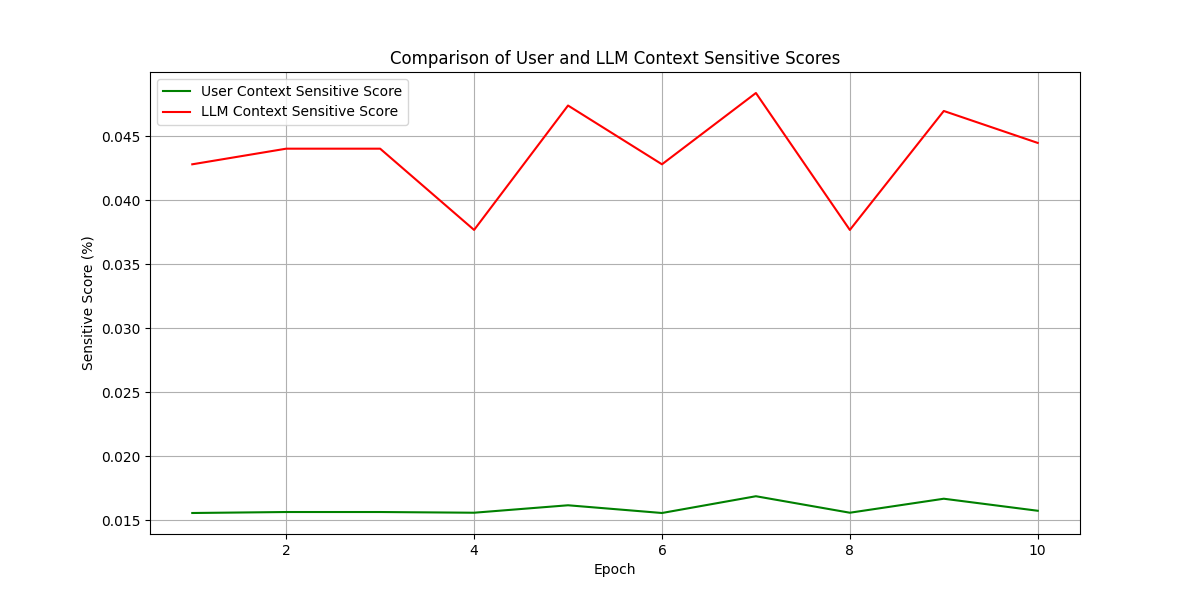 Comparison of User and LLM Context Sensitive Scores
User Context Sensitive Score
LLM Context Sensitive Score
Sensitive Score (%)
0.045
0.040
0.035
0.030
0.025
0.020
0.015
2 4 6 8 10
Epoch